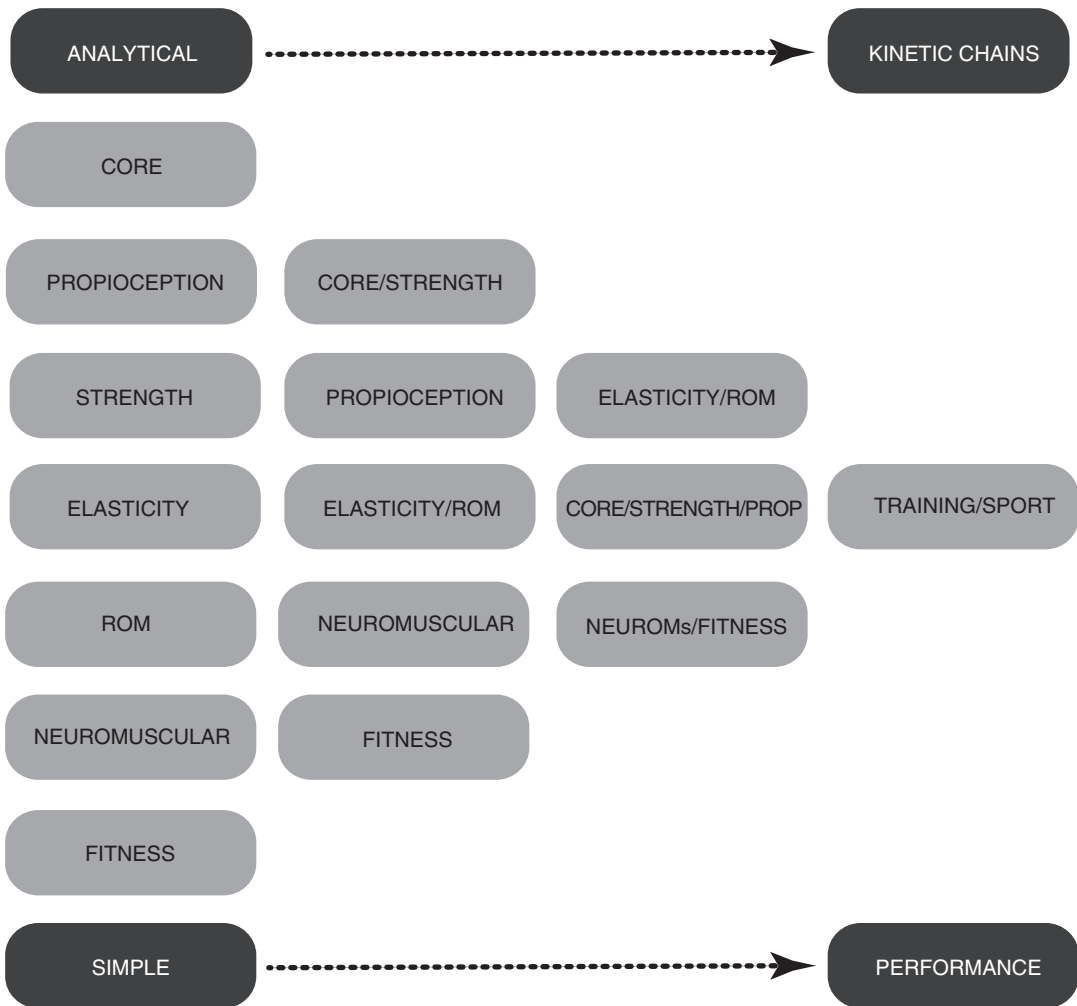 ANALYTICAL KINETIC CHAINS
CORE
PROPIOCEPTION CORE/STRENGTH
STRENGTH PROPIOCEPTION ELASTICITY/ROM
ELASTICITY ELASTICITY/ROM CORE/STRENGTH/PROP TRAINING/SPORT
ROM NEUROMUSCULAR NEUROMs/FITNESS
NEUROMUSCULAR FITNESS
FITNESS
SIMPLE PERFORMANCE